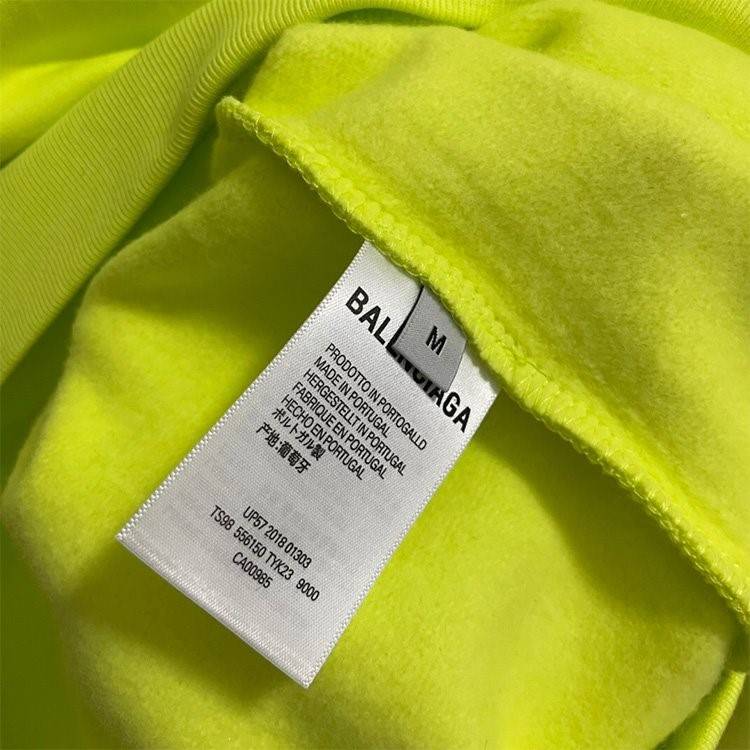 BALENCIAGA
M
PRODOTTO IN PORTOGALLO
MADE IN PORTUGAL
HERGESTELLT IN PORTUGAL
FABRIQUE EN PORTUGAL
HECHO EN PORTUGAL
ポルトガル製
产地:葡萄牙
UP57 2018 01303
TS98 556150 TYK23 9000
CA00985